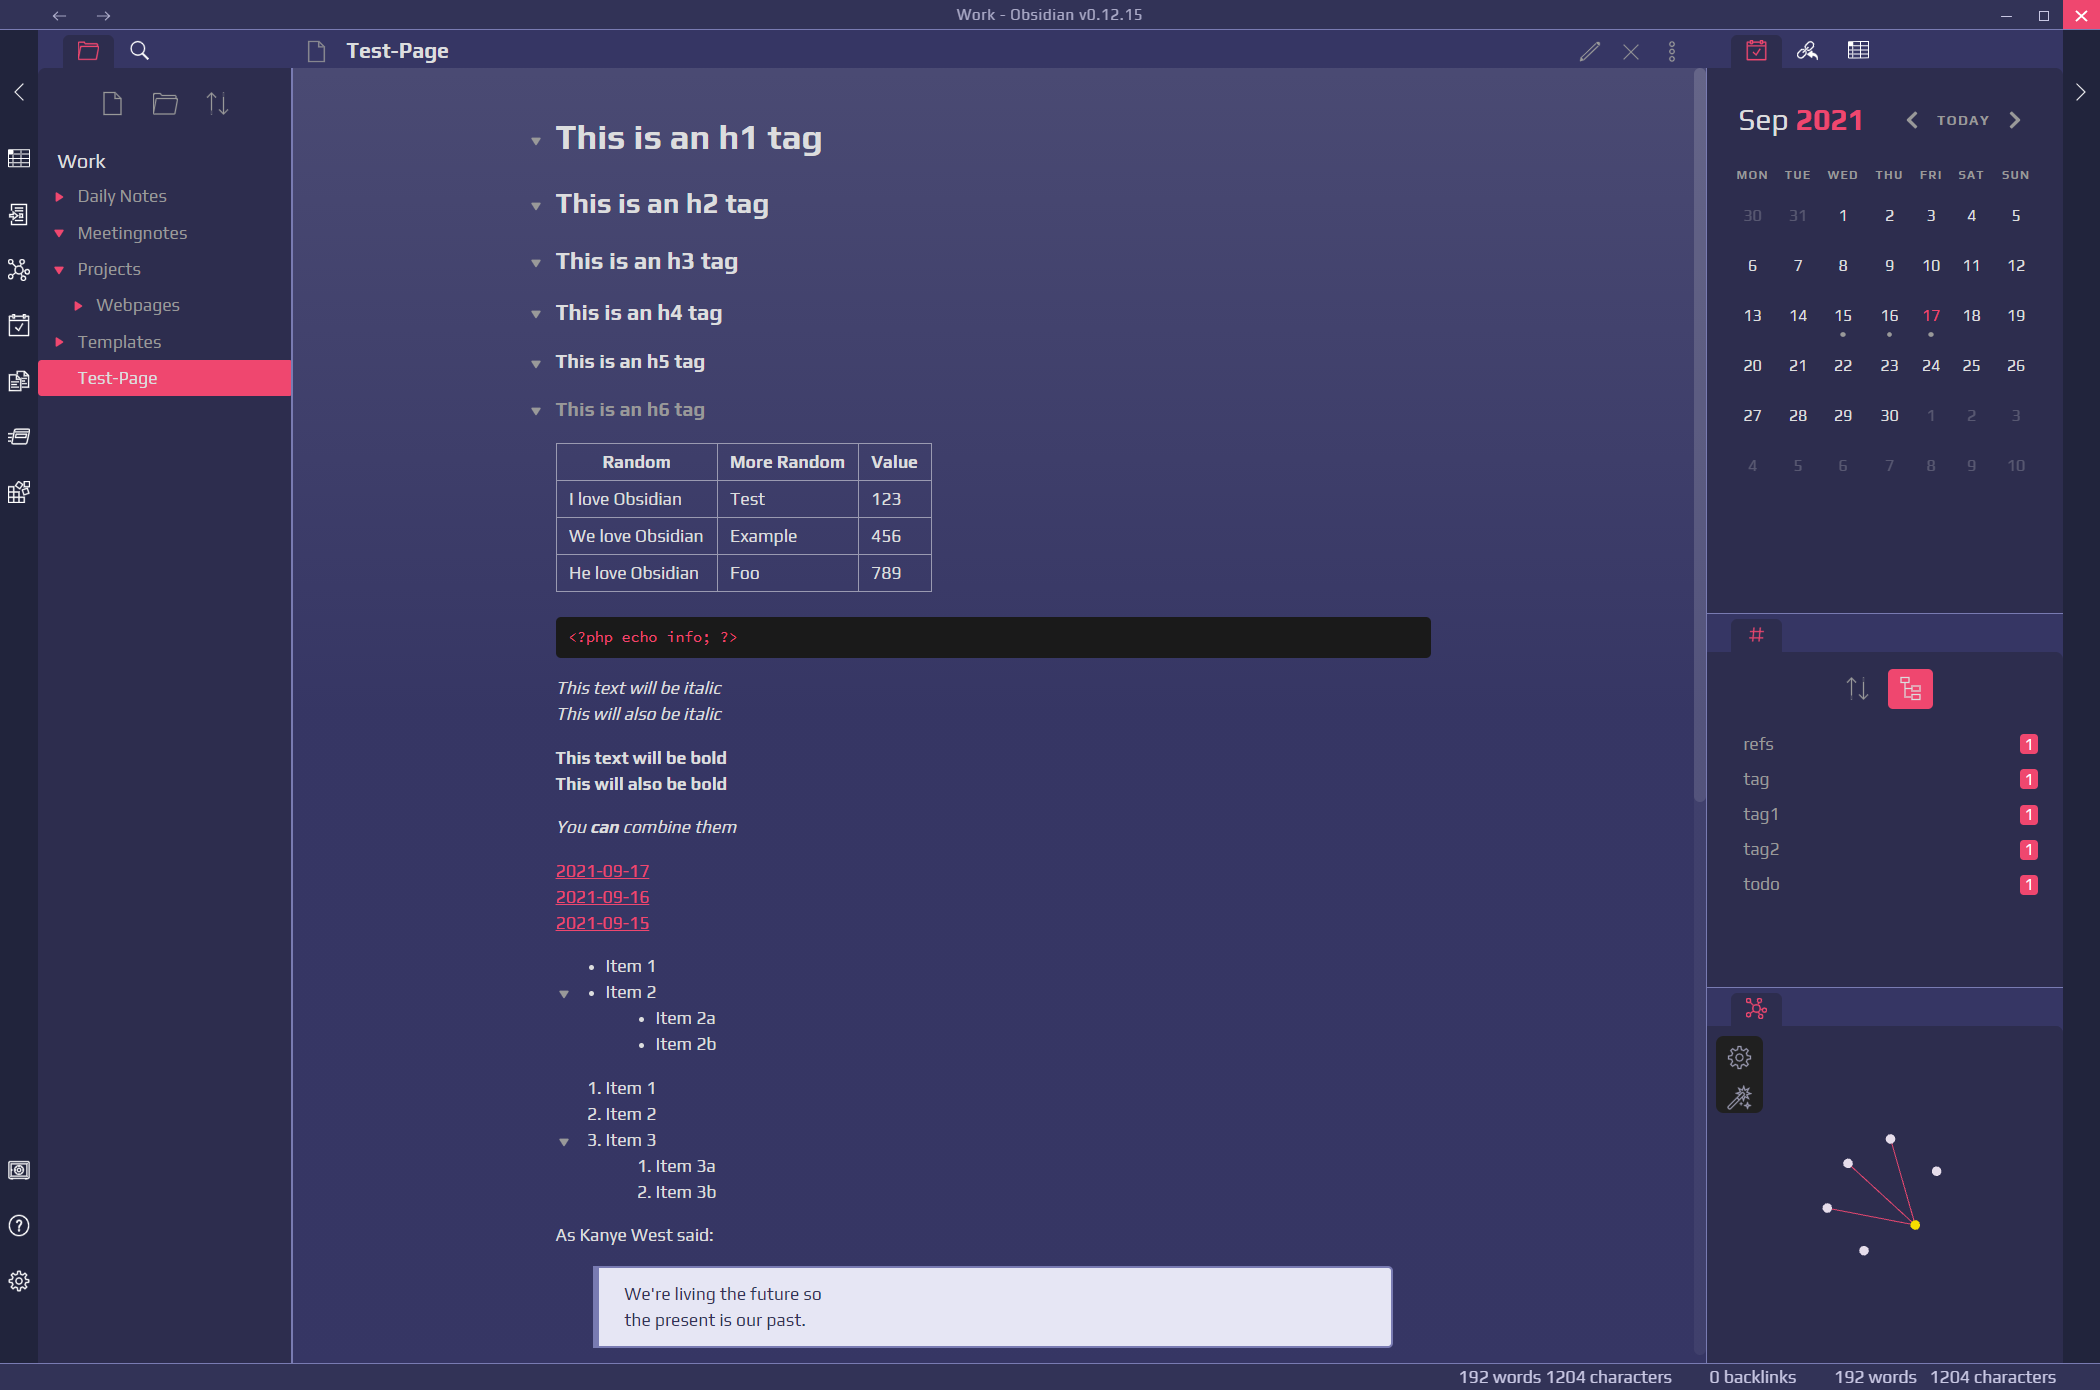 Work - Obsidian v0.12.15
Test-Page
Work
Daily Notes
Meetingnotes
Projects
Webpages
Templates
Test-Page
This is an h1 tag
This is an h2 tag
This is an h3 tag
This is an h4 tag
This is an h5 tag
This is an h6 tag
Random More Random Value
I love Obsidian Test 123
We love Obsidian Example 456
He love Obsidian Foo 789
<?php echo info; ?>
This text will be italic
This will also be italic
This text will be bold
This will also be bold
You can combine them
2021-09-17
2021-09-16
2021-09-15
• Item 1
• Item 2
• Item 2a
• Item 2b
1. Item 1
2. Item 2
3. Item 3
1. Item 3a
2. Item 3b
As Kanye West said:
We're living the future so
the present is our past.
Sep 2021 TODAY
MON TUE WED THU FRI SAT SUN
30 31 1 2 3 4 5
6 7 8 9 10 11 12
13 14 15 16 17 18 19
20 21 22 23 24 25 26
27 28 29 30 1 2 3
4 5 6 7 8 9 10
#
refs 1
tag 1
tag1 1
tag2 1
todo 1
192 words 1204 characters 0 backlinks 192 words 1204 characters